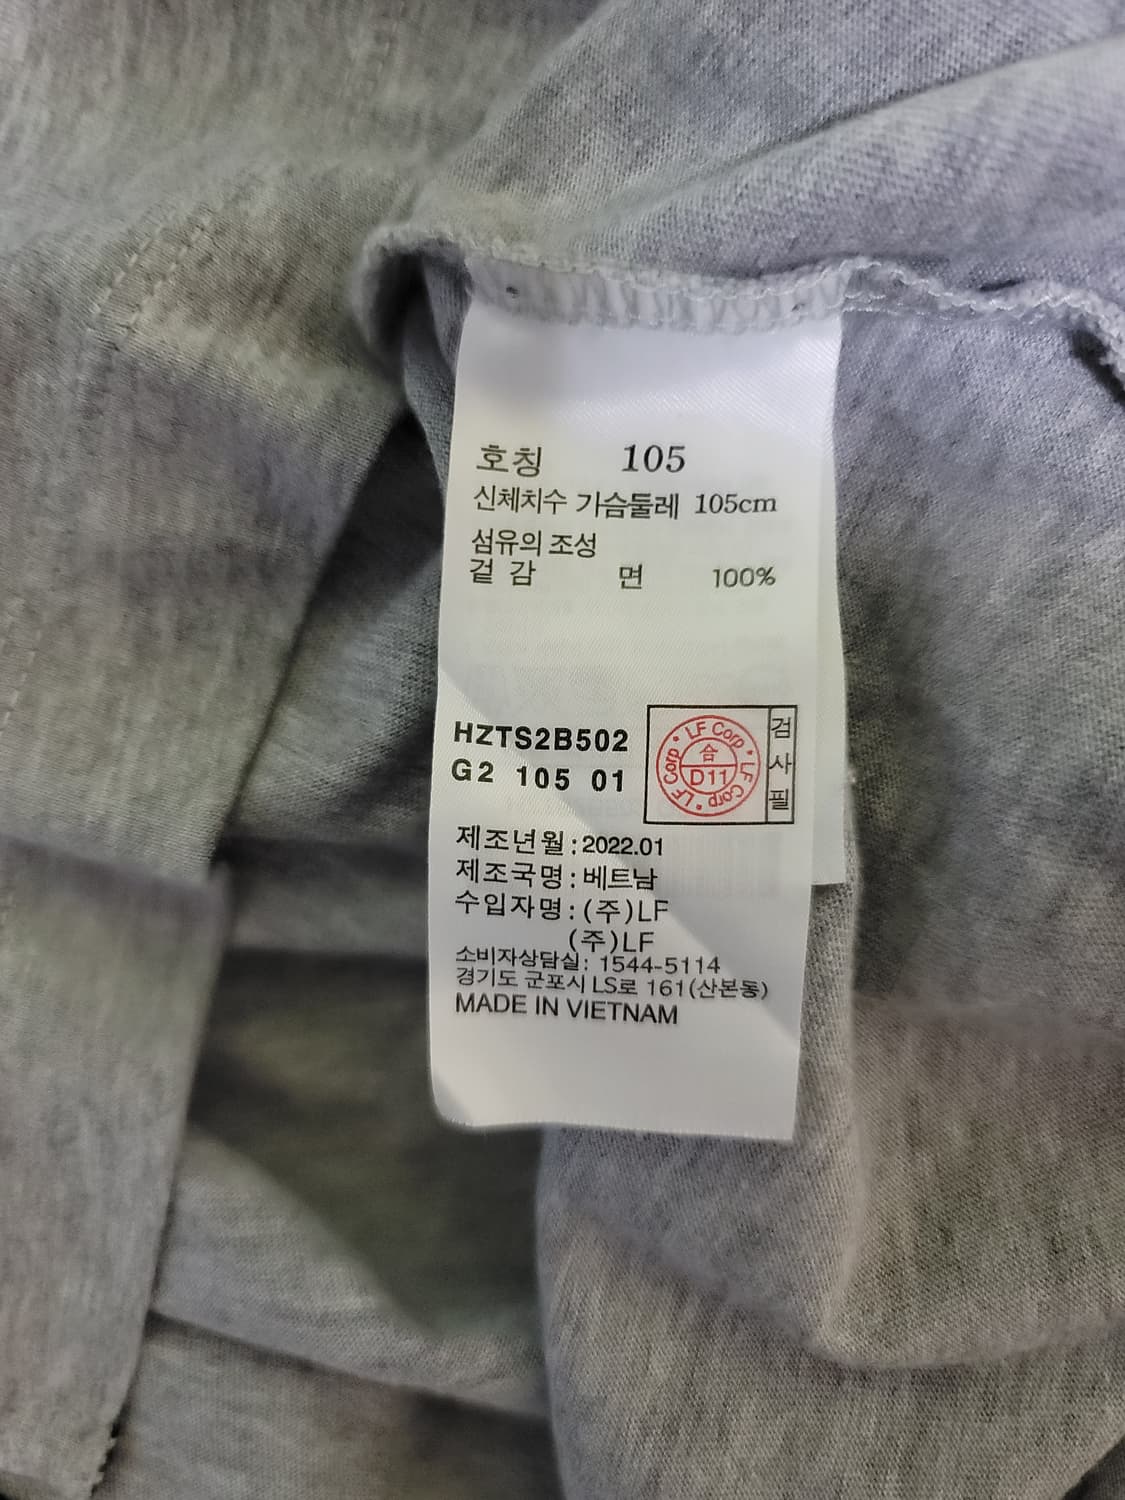 호칭 105
신체치수 가슴둘레 105cm
섬유의 조성
겉 감 면 100%
HZTS2B502
G2 105 01
LF Corp • LF Corp • LF Corp •
合
D11
검
사
필
제조년월 : 2022.01
제조국명 : 베트남
수입자명 : (주)LF
(주)LF
소비자상담실: 1544-5114
경기도 군포시 LS로 161(산본동)
MADE IN VIETNAM